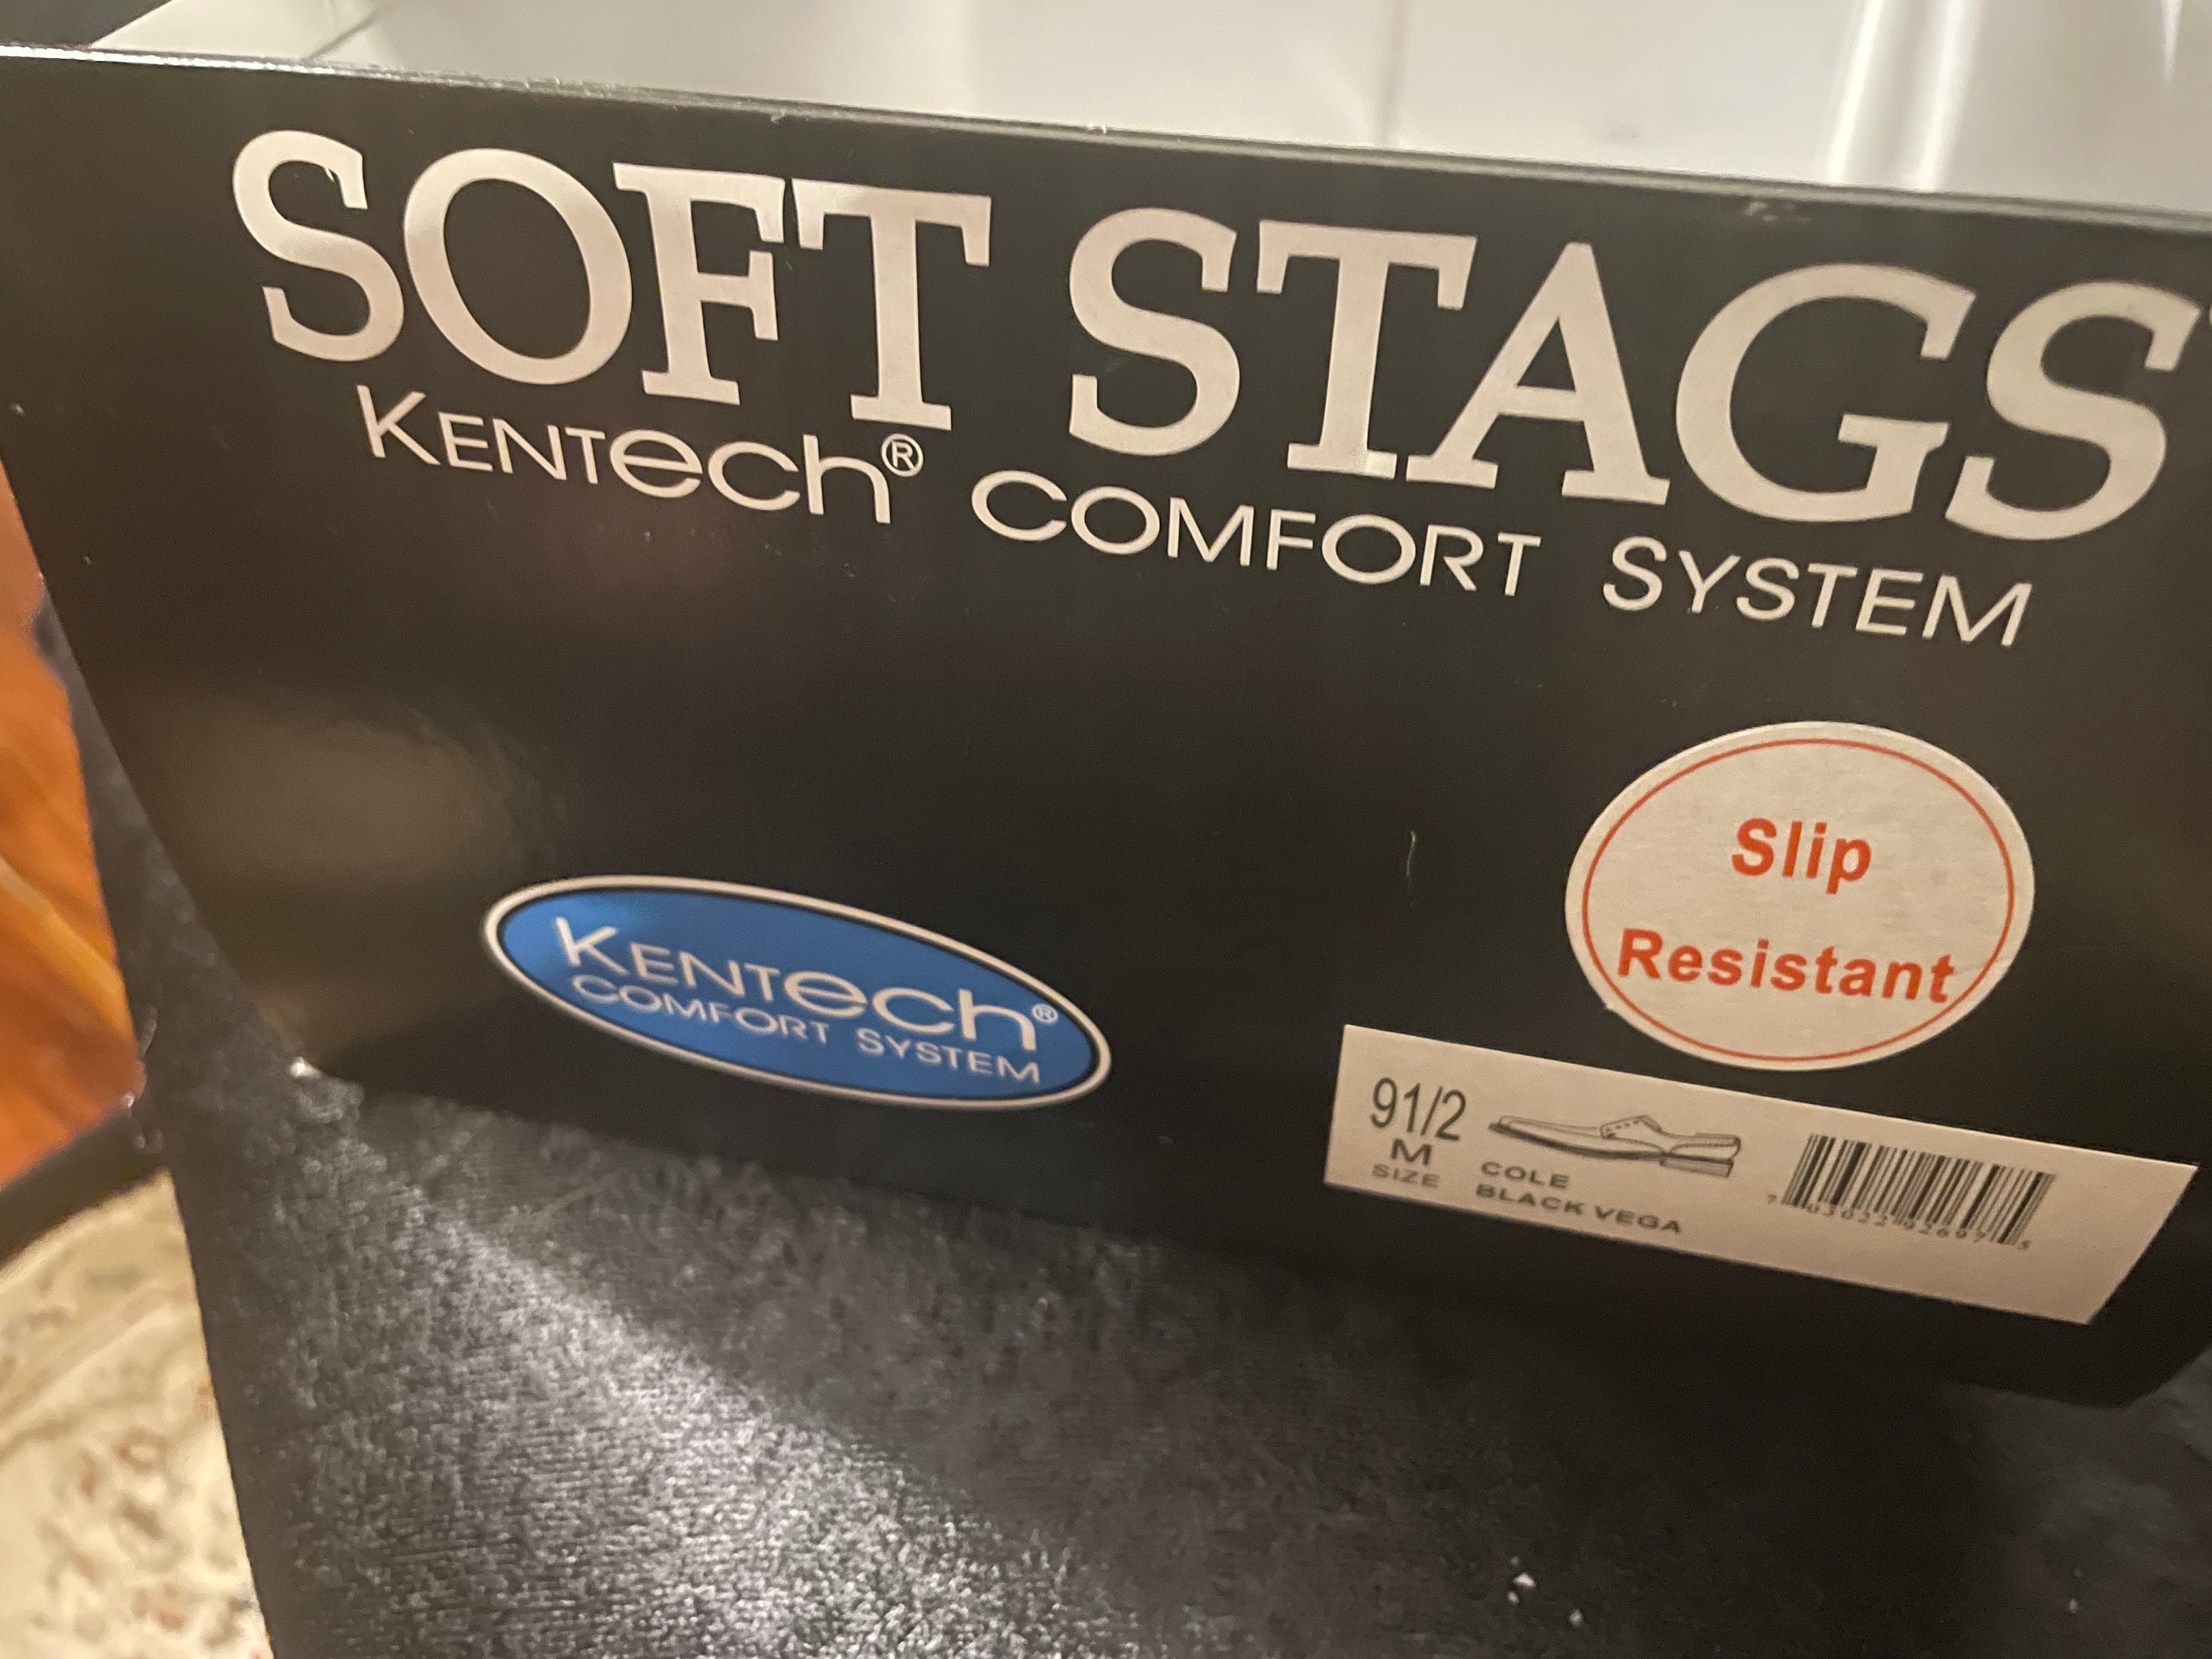 SOFT STAGS
KENTECH® COMFORT SYSTEM
Slip
Resistant
KENTECH®
COMFORT SYSTEM
91/2
M
SIZE
COLE
BLACK VEGA